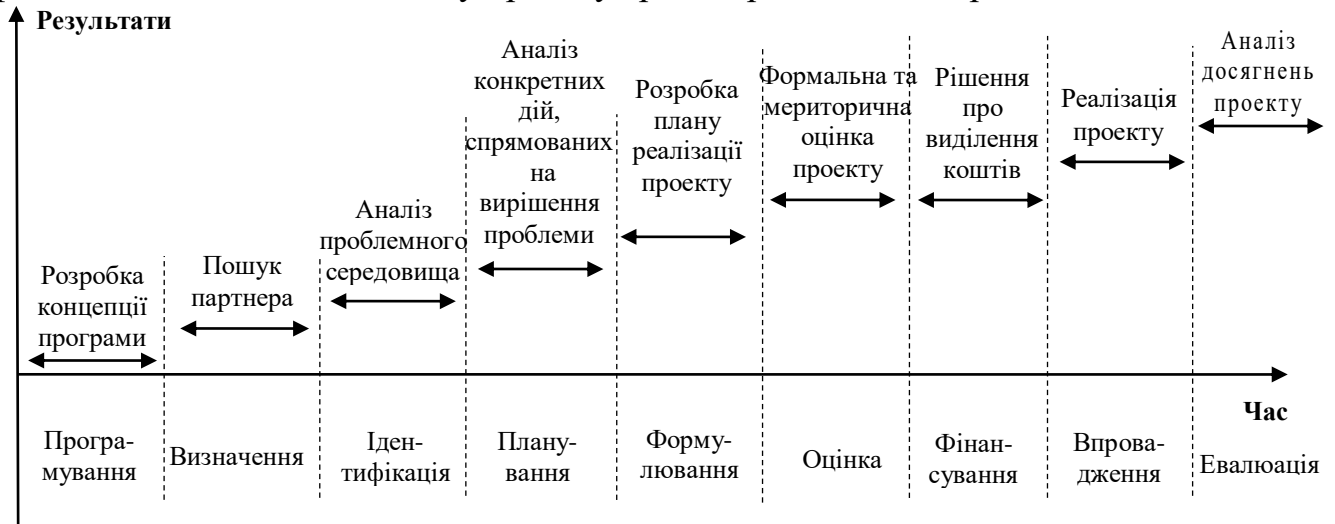 Результати
Розробка
концепції
програми
Пошук
партнера
Аналіз
проблемного
середовища
Аналіз
конкретних
дій,
спрямованих
на
вирішення
проблеми
Розробка
плану
реалізації
проекту
Формальна та
мериторична
оцінка
проекту
Рішення
про
виділення
коштів
Реалізація
проекту
Аналіз
досягнень
проекту
Час
Програ-
мування
Визначення
Іден-
тифікація
Плану-
вання
Форму-
лювання
Оцінка
Фінан-
сування
Впрова-
дження
Евалюація